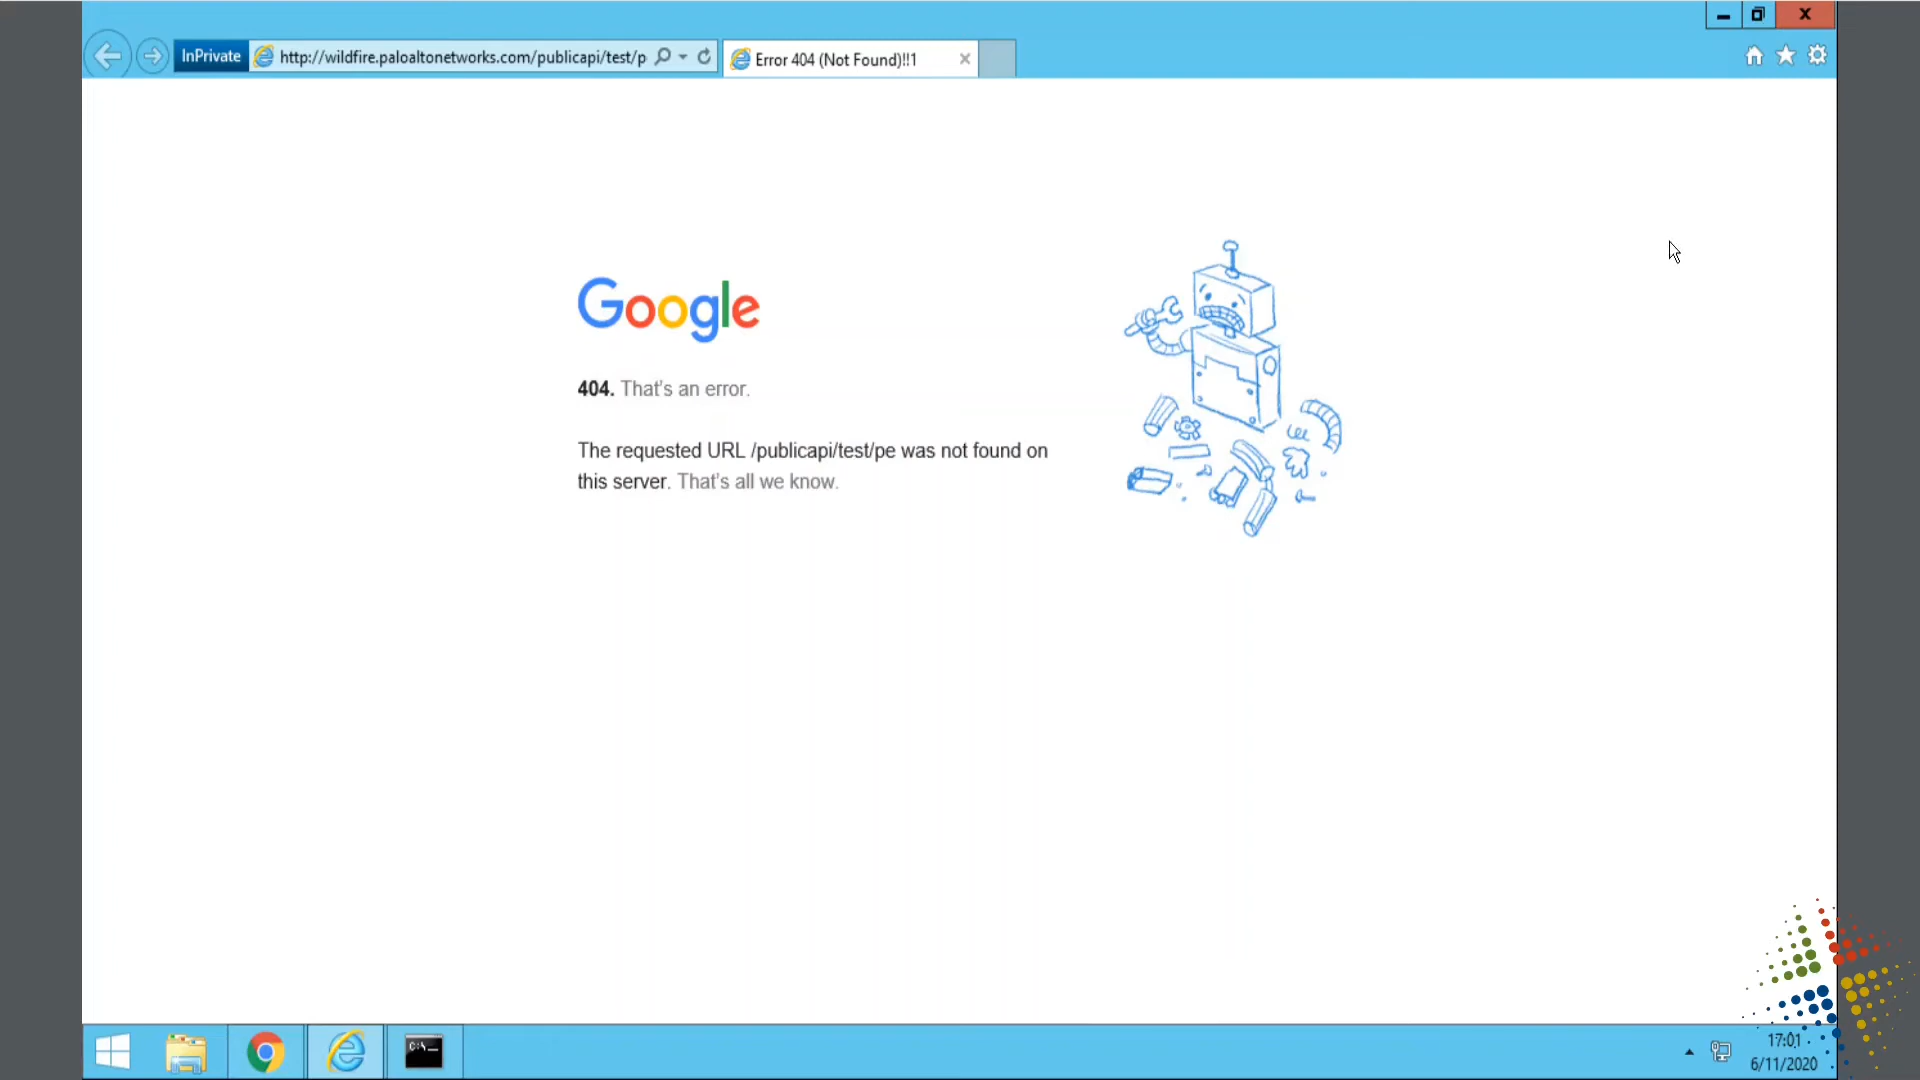 InPrivate
http://wildfire.paloaltonetworks.com/publicapi/test/p
Error 404 (Not Found)!!1
Google
404. That's an error.
The requested URL /publicapi/test/pe was not found on
this server. That's all we know.
C:\_
17:01
6/11/2020